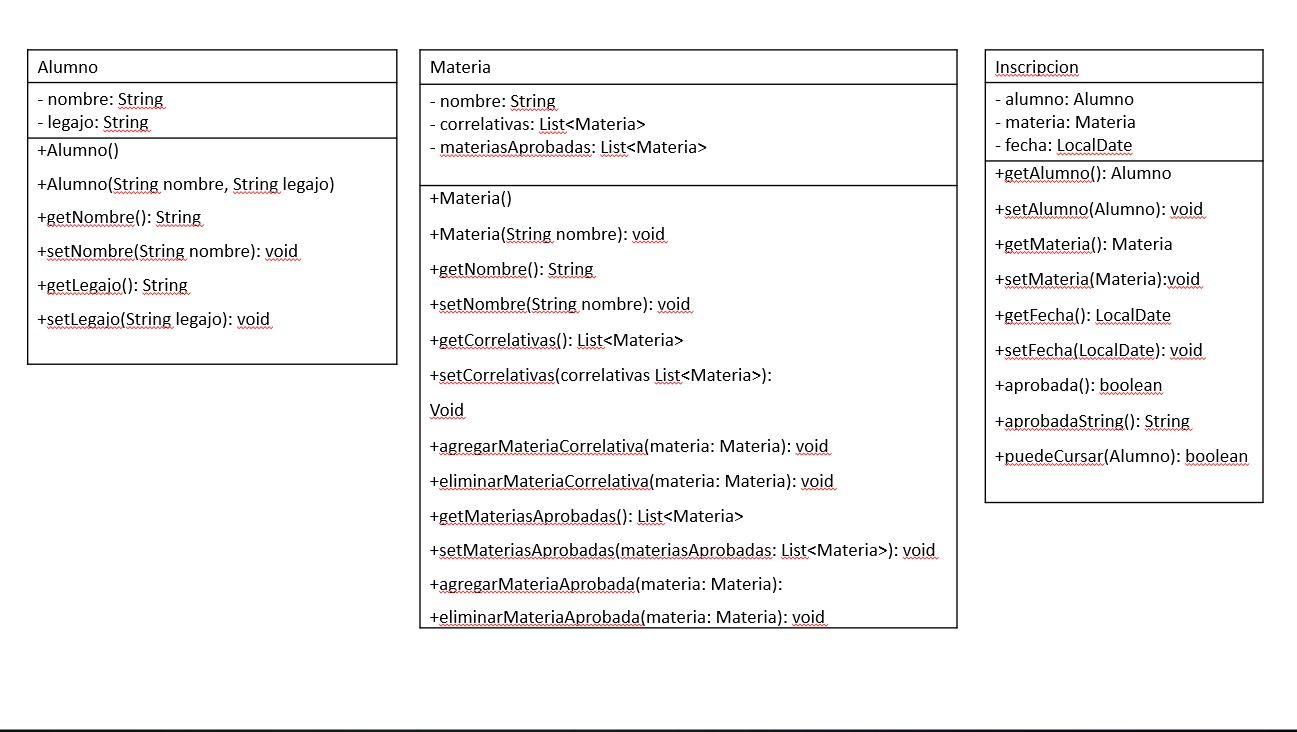 Alumno
- nombre: String
- legajo: String
+Alumno()
+Alumno(String nombre, String legajo)
+getNombre(): String
+setNombre(String nombre): void
+getLegajo(): String
+setLegajo(String legajo): void
Materia
- nombre: String
- correlativas: List<Materia>
- materiasAprobadas: List<Materia>
+Materia()
+Materia(String nombre): void
+getNombre(): String
+setNombre(String nombre): void
+getCorrelativas(): List<Materia>
+setCorrelativas(correlativas List<Materia>):
Void
+agregarMateriaCorrelativa(materia: Materia): void
+eliminarMateriaCorrelativa(materia: Materia): void
+getMateriasAprobadas(): List<Materia>
+setMateriasAprobadas(materiasAprobadas: List<Materia>): void
+agregarMateriaAprobada(materia: Materia):
+eliminarMateriaAprobada(materia: Materia): void
Inscripcion
- alumno: Alumno
- materia: Materia
- fecha: LocalDate
+getAlumno(): Alumno
+setAlumno(Alumno): void
+getMateria(): Materia
+setMateria(Materia):void
+getFecha(): LocalDate
+setFecha(LocalDate): void
+aprobada(): boolean
+aprobadaString(): String
+puedeCursar(Alumno): boolean